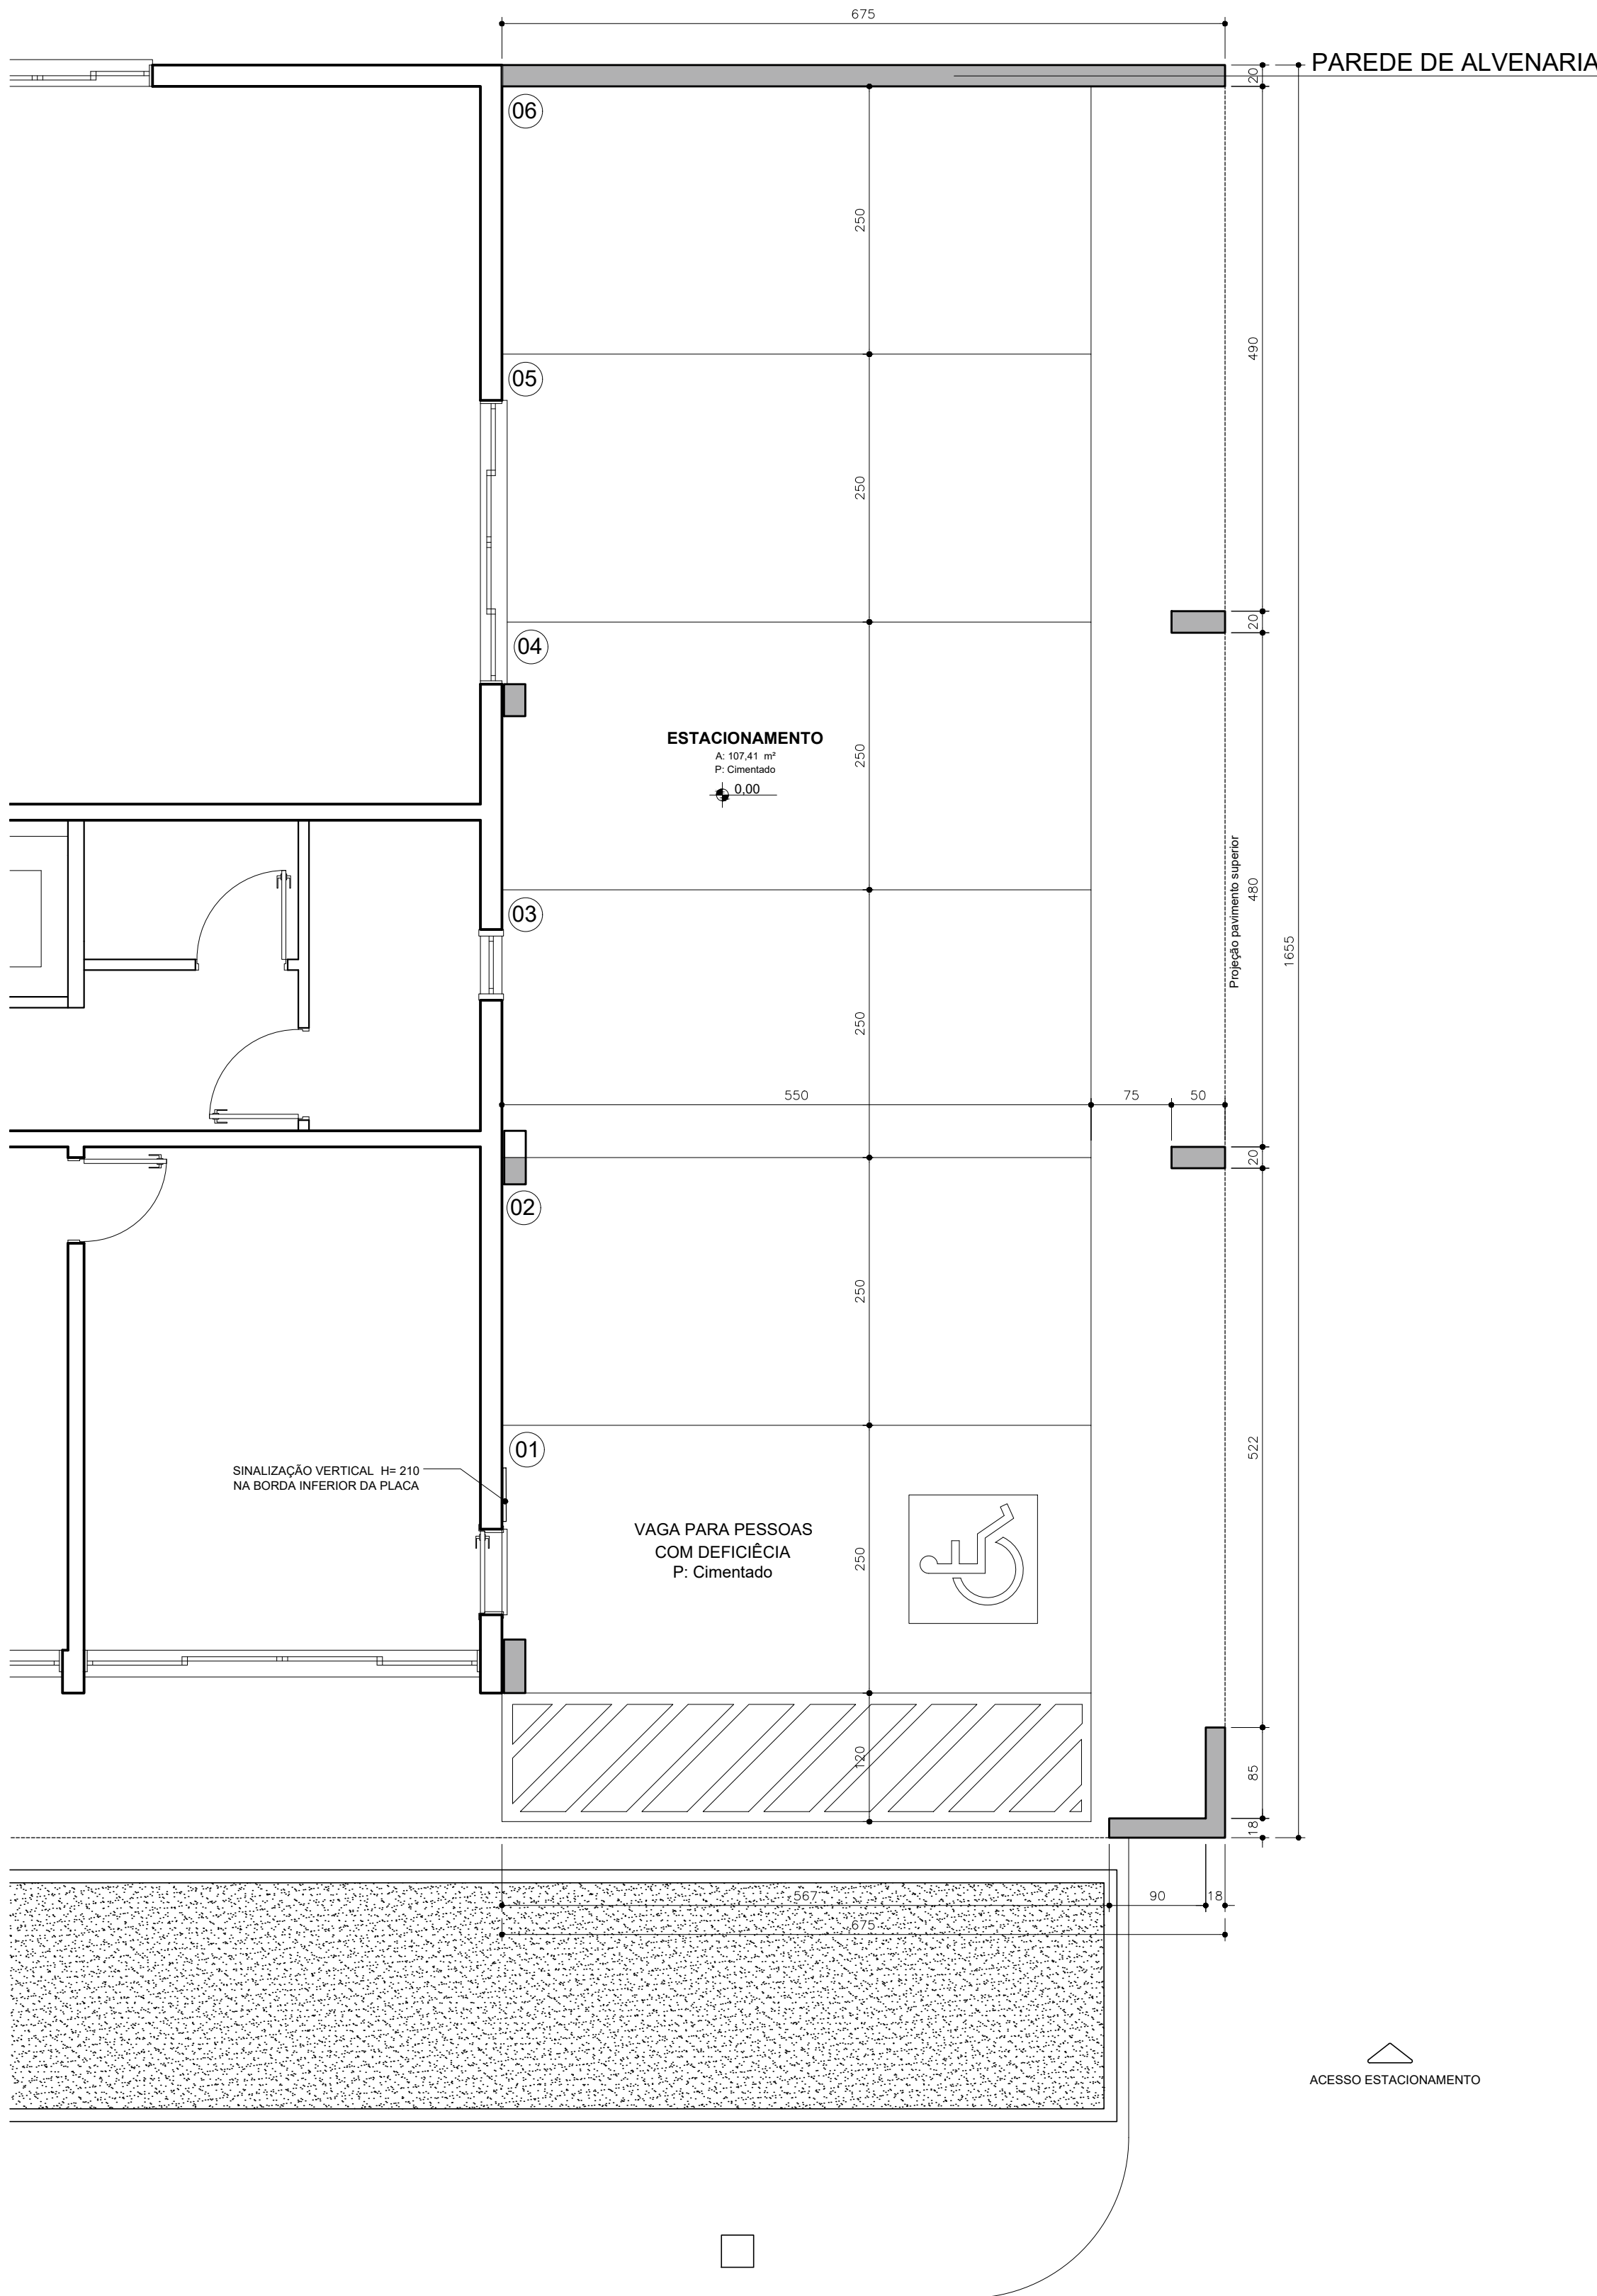 675
PAREDE DE ALVENARIA
20
06
250
490
05
250
20
04
ESTACIONAMENTO
A: 107,41 m²
P: Cimentado
0,00
250
Projeção pavimento superior
480
1655
03
250
550
75
50
20
02
250
522
01
SINALIZAÇÃO VERTICAL H= 210
NA BORDA INFERIOR DA PLACA
VAGA PARA PESSOAS
COM DEFICIÊCIA
P: Cimentado
250
120
85
18
567
90
18
675
ACESSO ESTACIONAMENTO